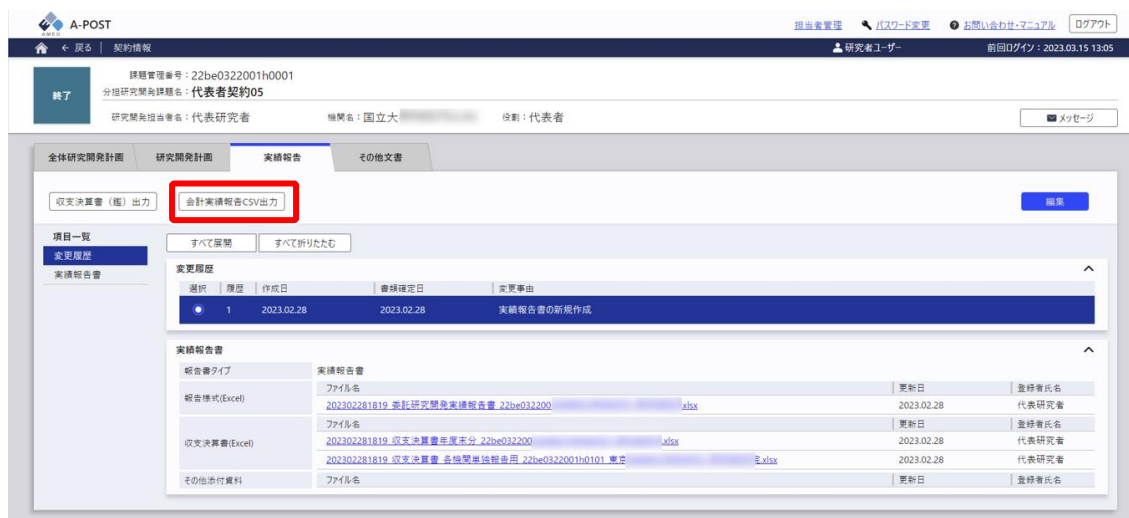 A-POST
AMED
担当者管理 パスワード変更 お問い合わせ・マニュアル ログアウト
← 戻る 契約情報 研究者ユーザー 前回ログイン：2023.03.15 13:05
終了
課題管理番号：22be0322001h0001
分担研究開発課題名：代表者契約05
研究開発担当者名：代表研究者 機関名：国立大 役割：代表者 メッセージ
全体研究開発計画 研究開発計画 実績報告 その他文書
収支決算書（鑑）出力 会計実績報告CSV出力 編集
項目一覧
変更履歴
実績報告書
すべて展開 すべて折りたたむ
変更履歴
選択 履歴 作成日 書類確定日 変更事由
1 2023.02.28 2023.02.28 実績報告書の新規作成
実績報告書
報告書タイプ 実績報告書
報告様式(Excel)
ファイル名 更新日 登録者氏名
202302281819_委託研究開発実績報告書_22be032200 xlsx 2023.02.28 代表研究者
収支決算書(Excel)
ファイル名 更新日 登録者氏名
202302281819_収支決算書年度末分_22be032200 .xlsx 2023.02.28 代表研究者
202302281819_収支決算書_各機関単独報告用_22be0322001h0101_東京 .xlsx 2023.02.28 代表研究者
その他添付資料 ファイル名 更新日 登録者氏名